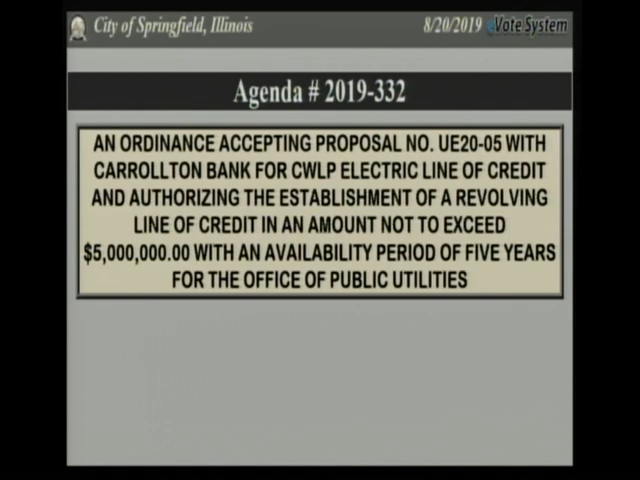 City of Springfield, Illinois 8/20/2019 eVote System
Agenda # 2019-332
AN ORDINANCE ACCEPTING PROPOSAL NO. UE20-05 WITH
CARROLLTON BANK FOR CWLP ELECTRIC LINE OF CREDIT
AND AUTHORIZING THE ESTABLISHMENT OF A REVOLVING
LINE OF CREDIT IN AN AMOUNT NOT TO EXCEED
$5,000,000.00 WITH AN AVAILABILITY PERIOD OF FIVE YEARS
FOR THE OFFICE OF PUBLIC UTILITIES